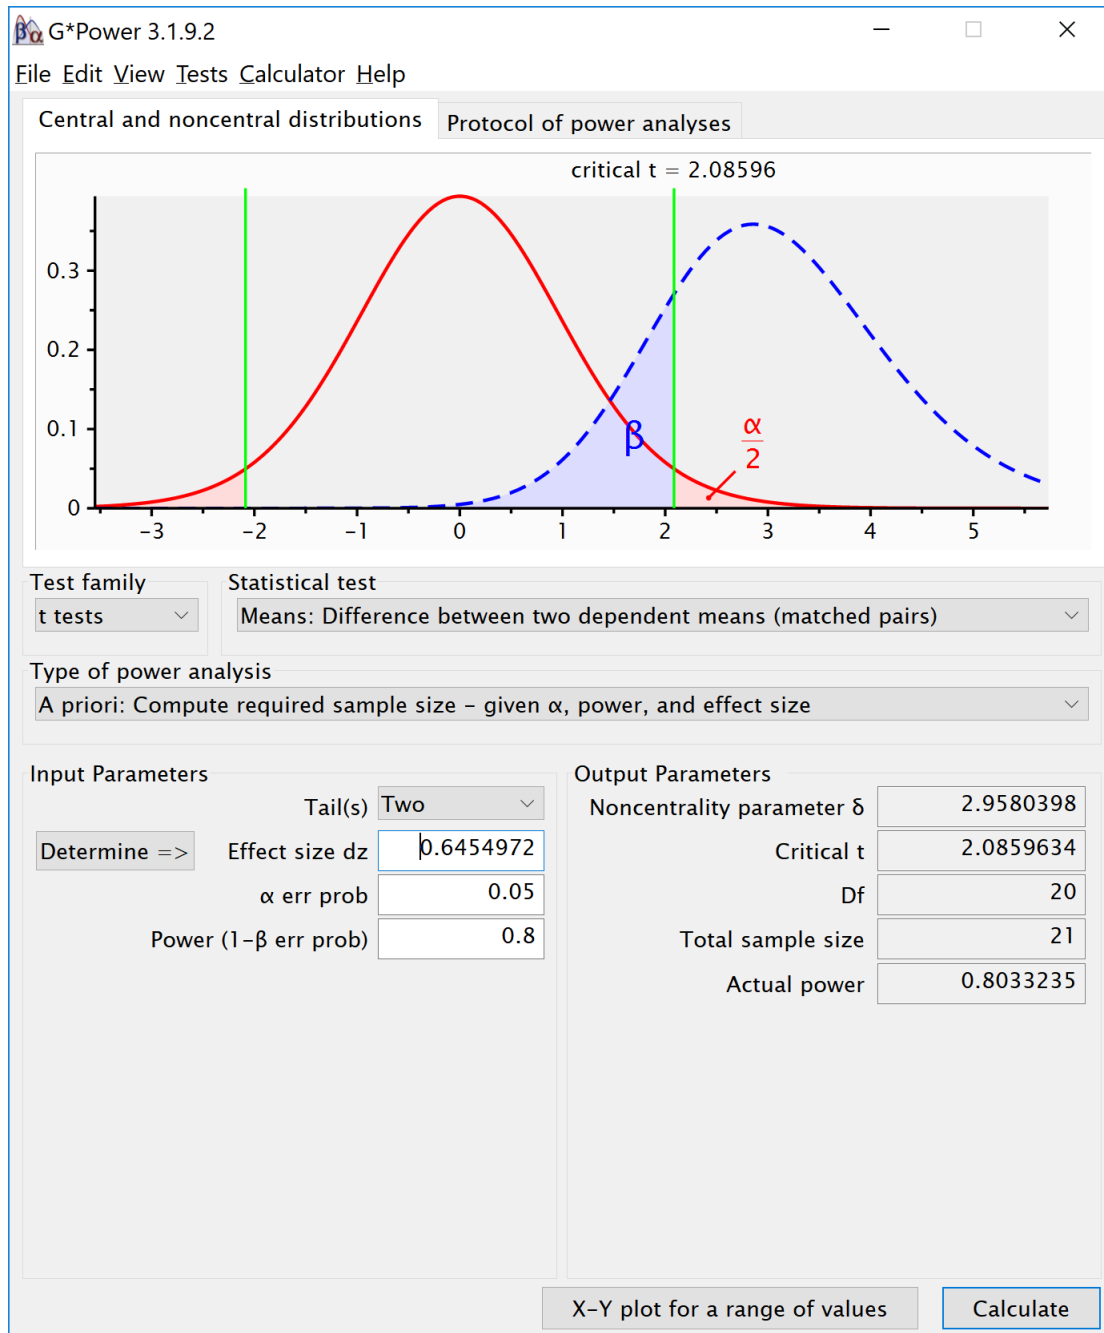 G*Power 3.1.9.2
File Edit View Tests Calculator Help
Central and noncentral distributions
Protocol of power analyses
critical t = 2.08596
0.3
0.2
0.1
0
β
α
2
-3 -2 -1 0 1 2 3 4 5
Test family
Statistical test
t tests
Means: Difference between two dependent means (matched pairs)
Type of power analysis
A priori: Compute required sample size – given α, power, and effect size
Input Parameters
Tail(s) Two
Determine => Effect size dz 0.6454972
α err prob 0.05
Power (1-β err prob) 0.8
Output Parameters
Noncentrality parameter δ 2.9580398
Critical t 2.0859634
Df 20
Total sample size 21
Actual power 0.8033235
X-Y plot for a range of values
Calculate